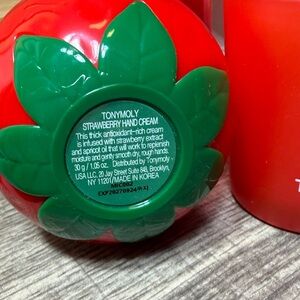 TONYMOLY
STRAWBERRY HAND CREAM
This thick antioxidant-rich cream
is infused with strawberry extract
and apricot oil that will work to replenish
moisture and gently smooth dry, rough hands.
30 g / 1.05 oz. Distributed by Tonymoly
USA LLC. 20 Jay Street Suite 848, Brooklyn,
NY 11201/MADE IN KOREA